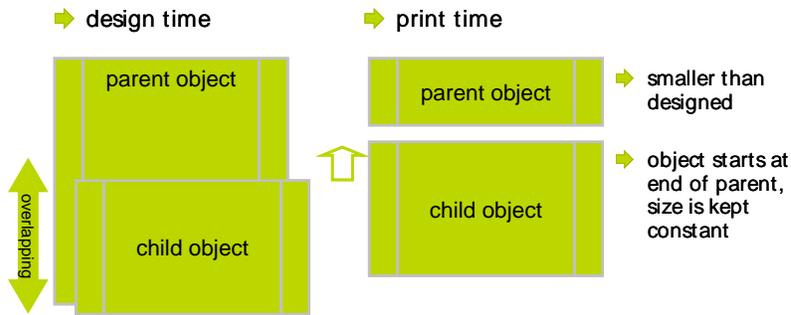 design time
print time
parent object
parent object
smaller than
designed
overlapping
child object
child object
object starts at
end of parent,
size is kept
constant